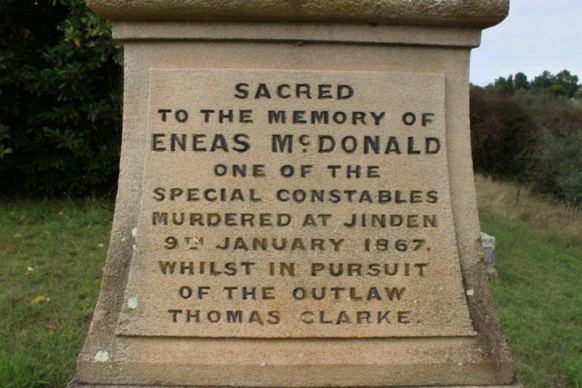 SACRED
TO THE MEMORY OF
ENEAS McDONALD
ONE OF THE
SPECIAL CONSTABLES
MURDERED AT JINDEN
9TH JANUARY 1867.
WHILST IN PURSUIT
OF THE OUTLAW
THOMAS CLARKE.